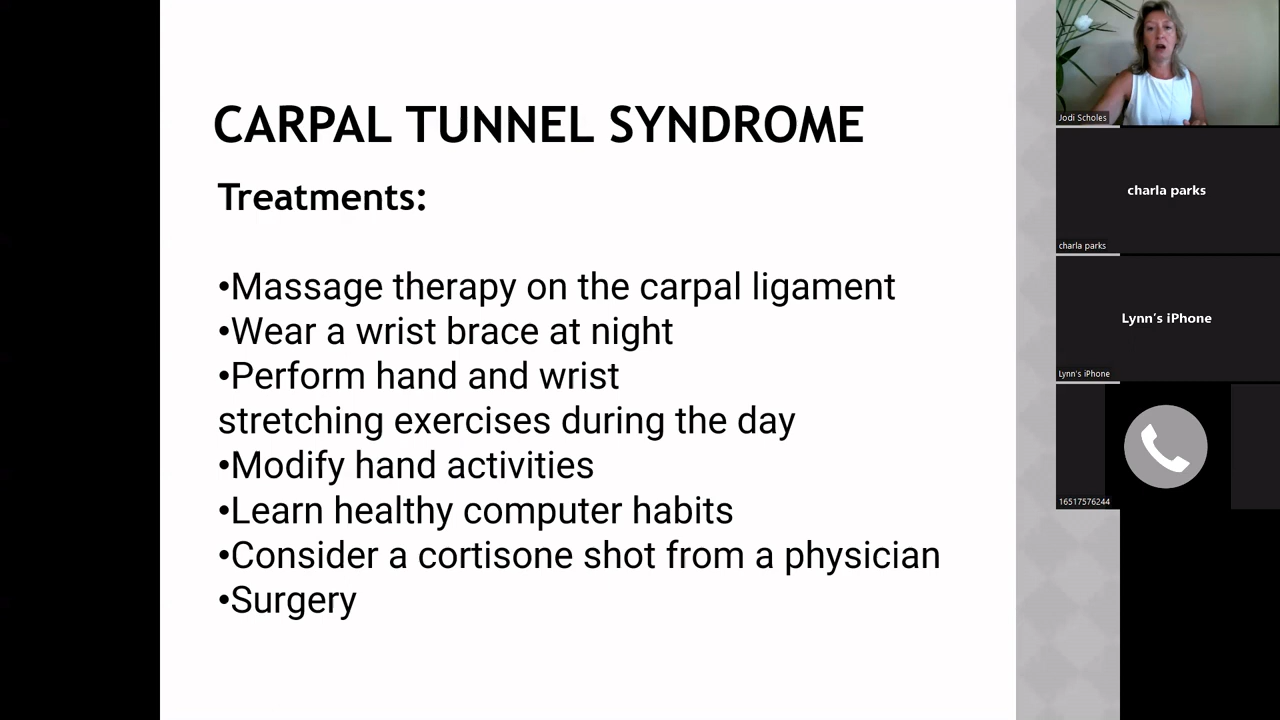 CARPAL TUNNEL SYNDROME
Treatments:
•Massage therapy on the carpal ligament
•Wear a wrist brace at night
•Perform hand and wrist
stretching exercises during the day
•Modify hand activities
•Learn healthy computer habits
•Consider a cortisone shot from a physician
•Surgery
Jodi Scholes
charla parks
charla parks
Lynn's iPhone
Lynn's iPhone
16517576244